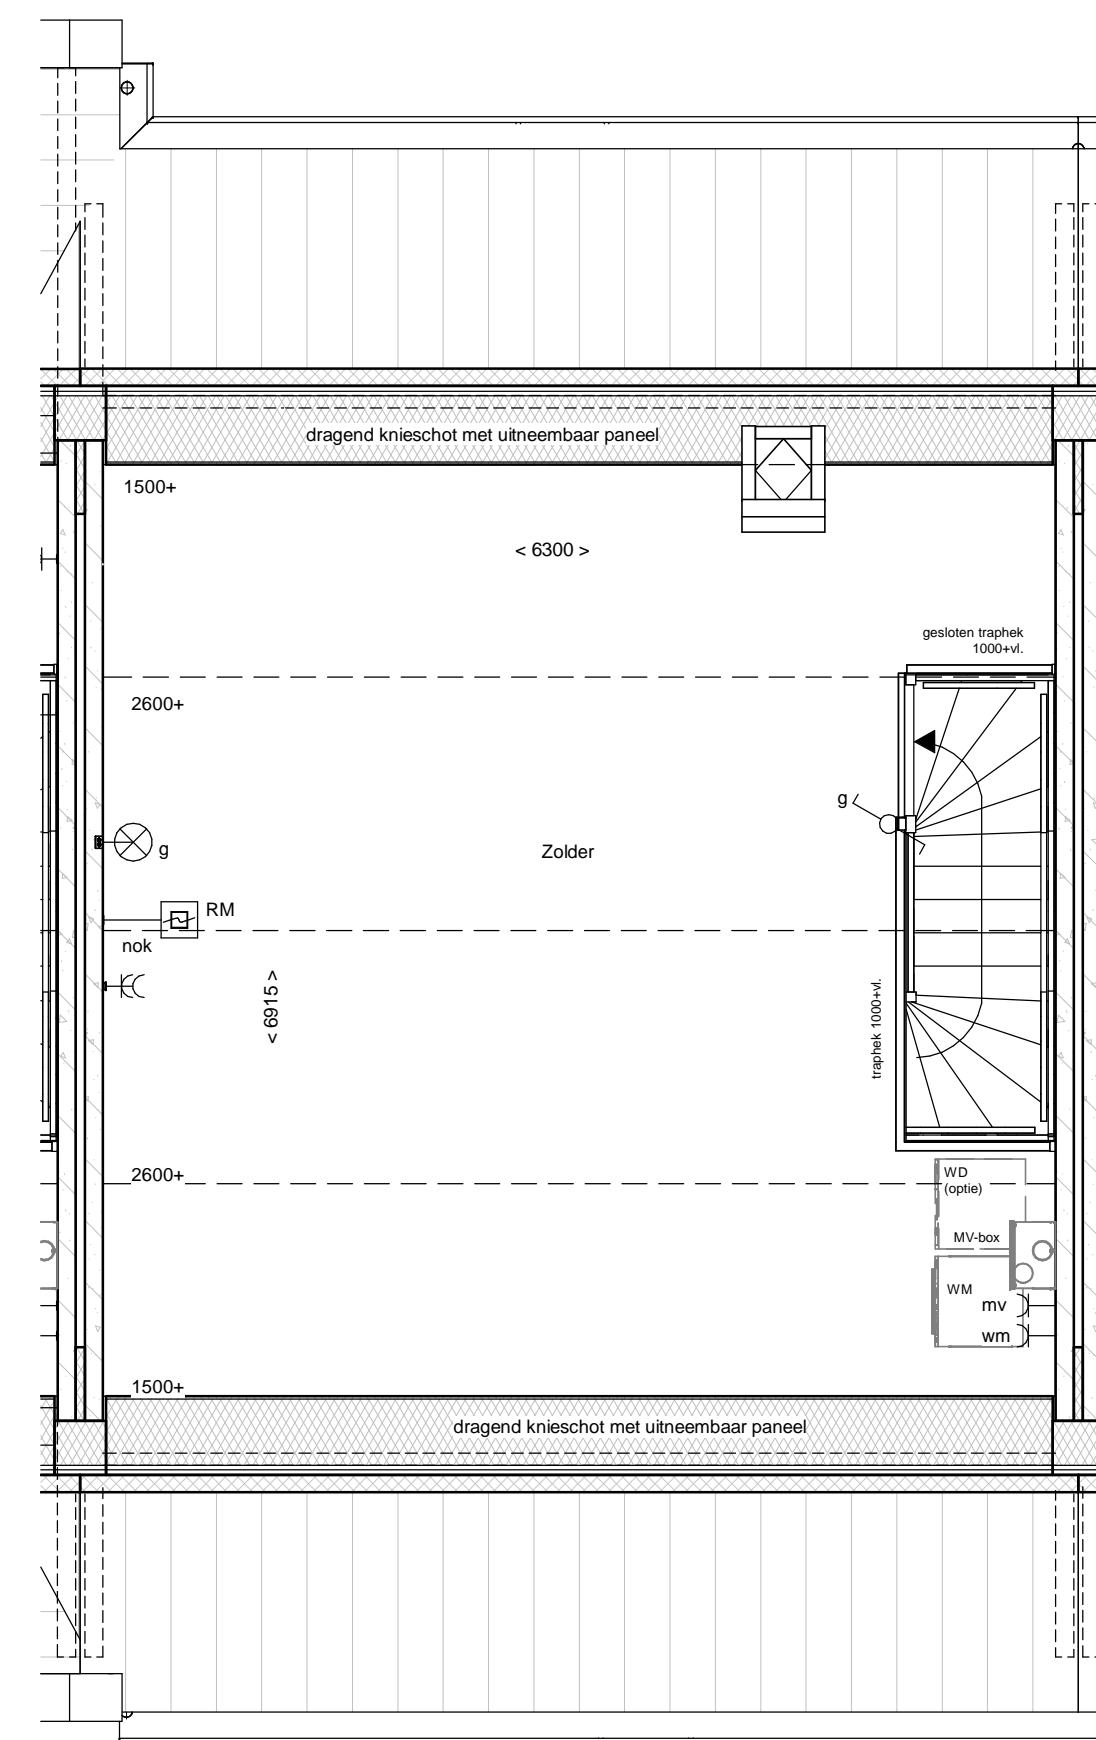 dragend knieschot met uitneembaar paneel
1500+
< 6300 >
gesloten traphek
1000+vl.
2600+
g
Zolder
g
RM
nok
< 6915 >
traphek 1000+vl.
2600+
WD
(optie)
MV-box
WM
mv
wm
1500+
dragend knieschot met uitneembaar paneel